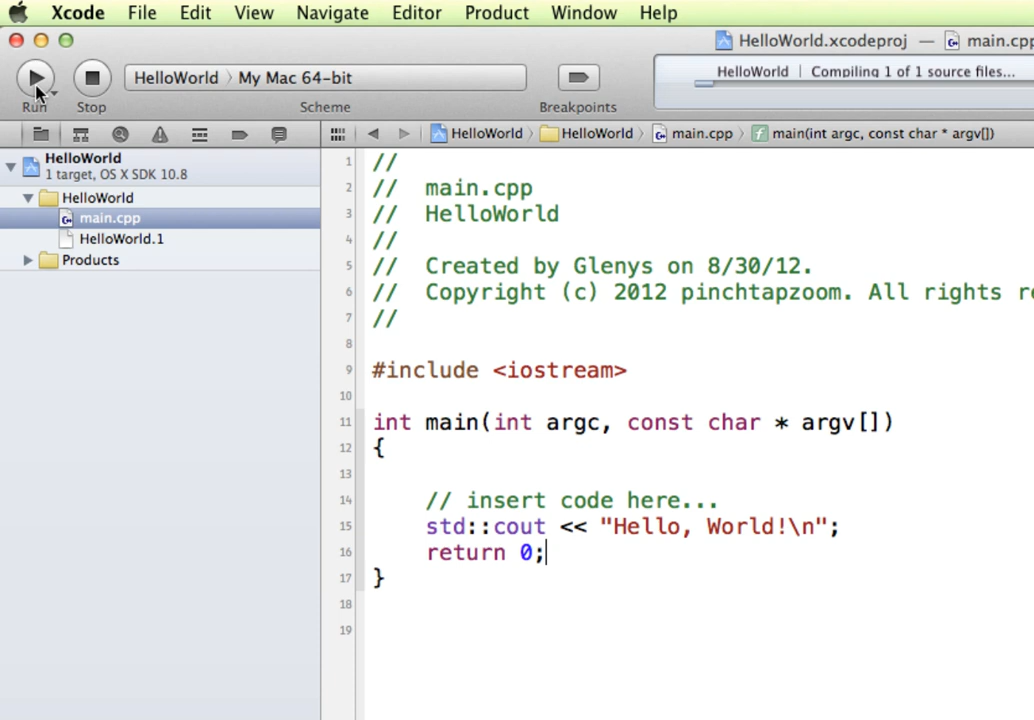 Xcode File Edit View Navigate Editor Product Window Help
HelloWorld.xcodeproj — main.cpp
HelloWorld 〉 My Mac 64-bit
HelloWorld | Compiling 1 of 1 source files...
Run Stop Scheme Breakpoints
HelloWorld 〉 HelloWorld 〉 main.cpp 〉 main(int argc, const char * argv[])
HelloWorld
1 target, OS X SDK 10.8
HelloWorld
main.cpp
HelloWorld.1
Products
1 //
2 // main.cpp
3 // HelloWorld
4 //
5 // Created by Glenys on 8/30/12.
6 // Copyright (c) 2012 pinchtapzoom. All rights
7 //
8
9 #include <iostream>
10
11 int main(int argc, const char * argv[])
12 {
13
14 // insert code here...
15 std::cout << "Hello, World!\n";
16 return 0;
17 }
18
19